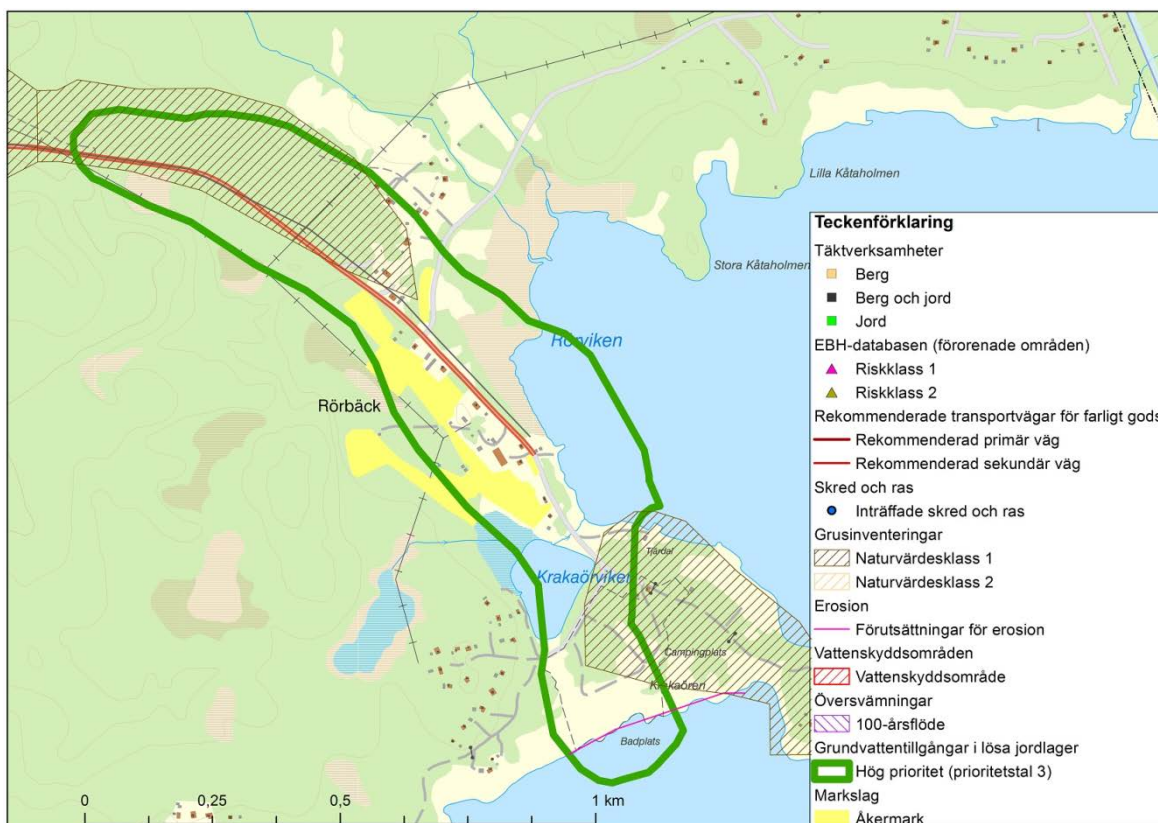 Lilla Kåtaholmen
Stora Kåtaholmen
Rörviken
Rörbäck
Krakaörviken
Tjärdal
Campingplats
Krakaören
Badplats
0
0,25
0,5
1 km
Teckenförklaring
Täktverksamheter
Berg
Berg och jord
Jord
EBH-databasen (förorenade områden)
Riskklass 1
Riskklass 2
Rekommenderade transportvägar för farligt gods
Rekommenderad primär väg
Rekommenderad sekundär väg
Skred och ras
Inträffade skred och ras
Grusinventeringar
Naturvärdesklass 1
Naturvärdesklass 2
Erosion
Förutsättningar för erosion
Vattenskyddsområden
Vattenskyddsområde
Översvämningar
100-årsflöde
Grundvattentillgångar i lösa jordlager
Hög prioritet (prioritetstal 3)
Markslag
Åkermark